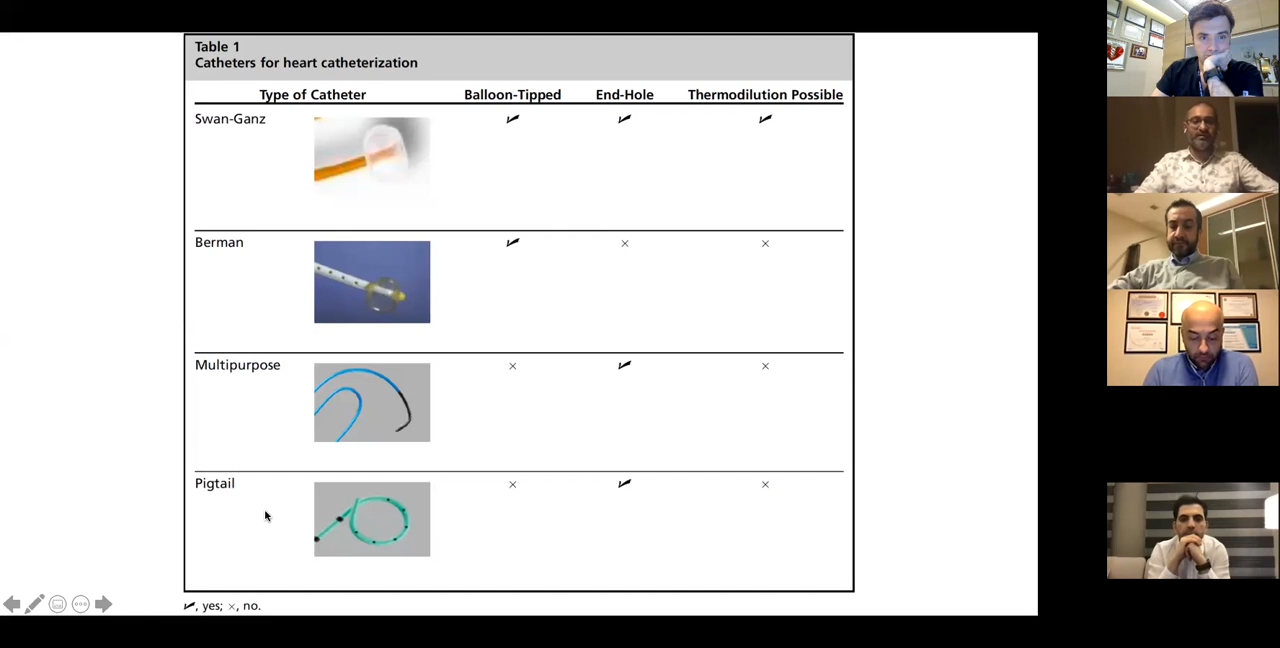 Table 1
Catheters for heart catheterization
Type of Catheter Balloon-Tipped End-Hole Thermodilution Possible
Swan-Ganz ✓ ✓ ✓
Berman ✓ × ×
Multipurpose × ✓ ×
Pigtail × ✓ ×
✓, yes; ×, no.